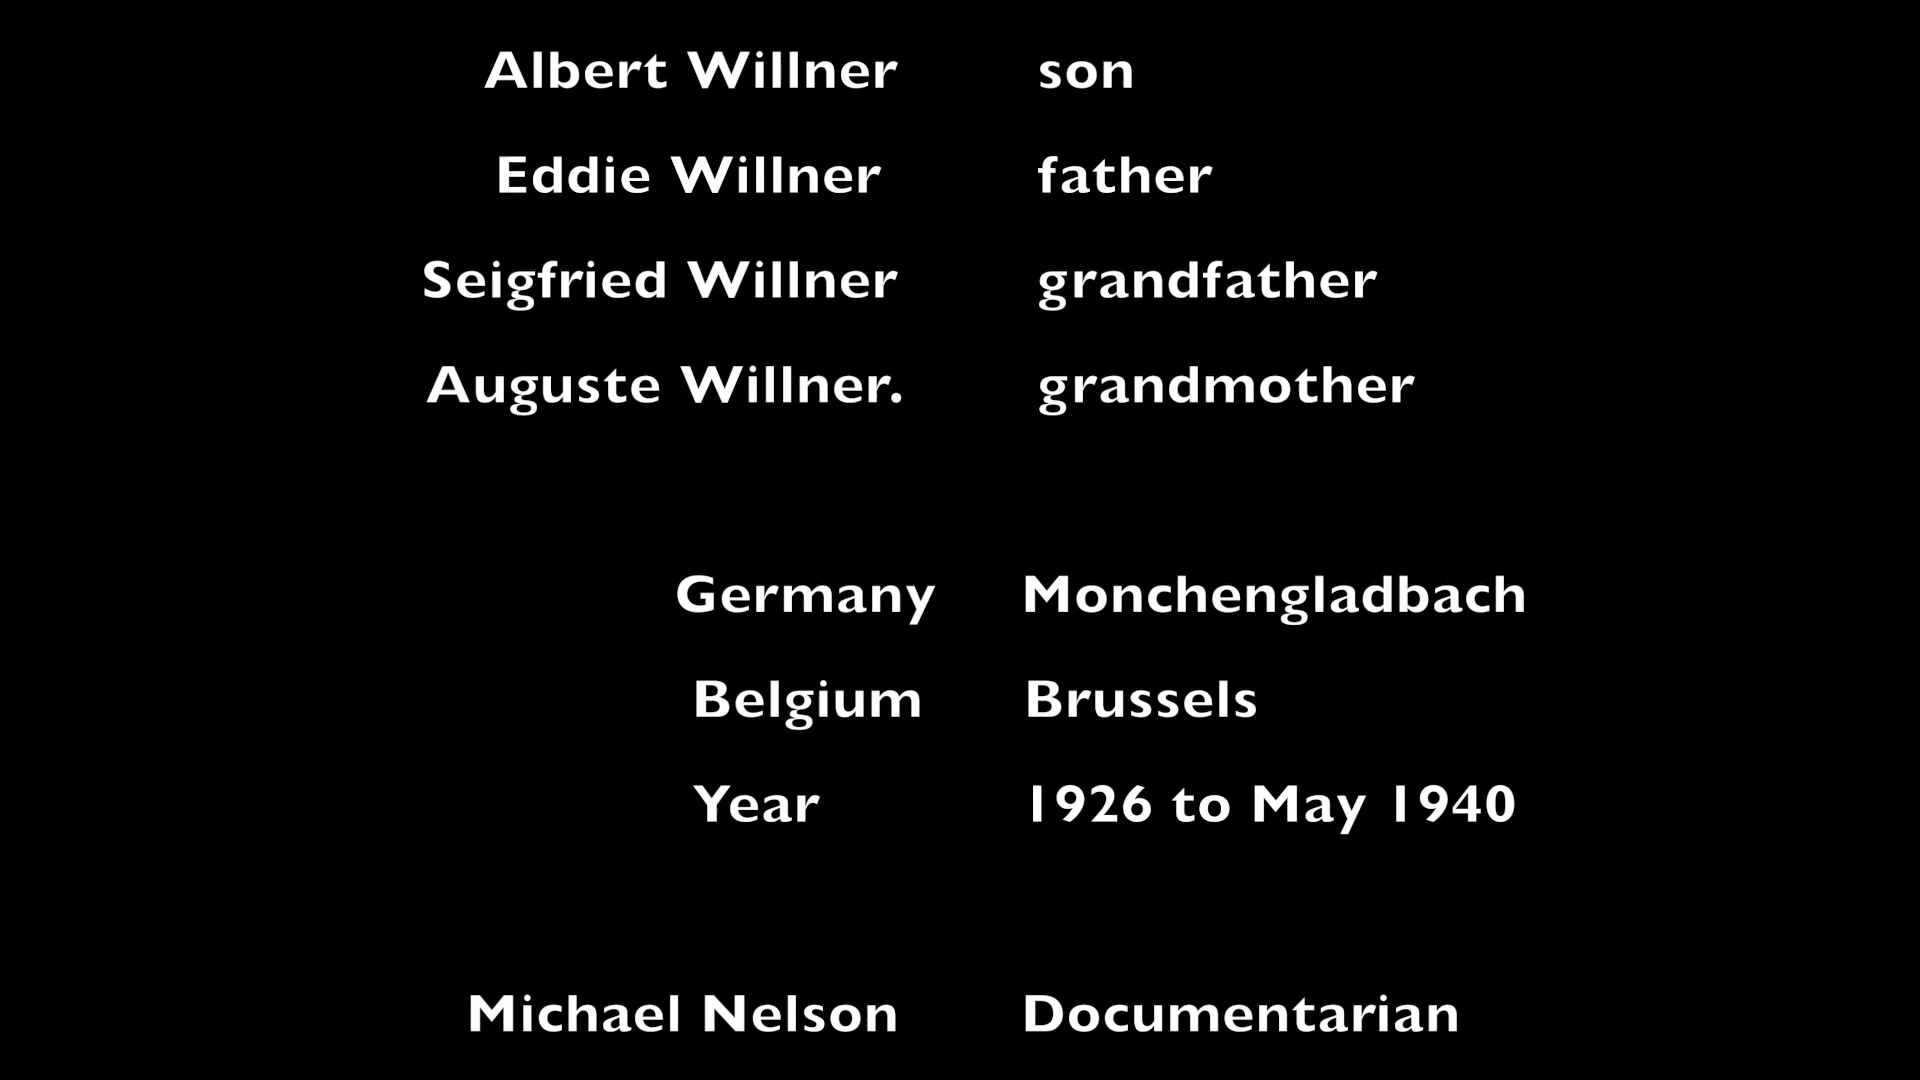 Albert Willner son
Eddie Willner father
Seigfried Willner grandfather
Auguste Willner. grandmother
Germany Monchengladbach
Belgium Brussels
Year 1926 to May 1940
Michael Nelson Documentarian